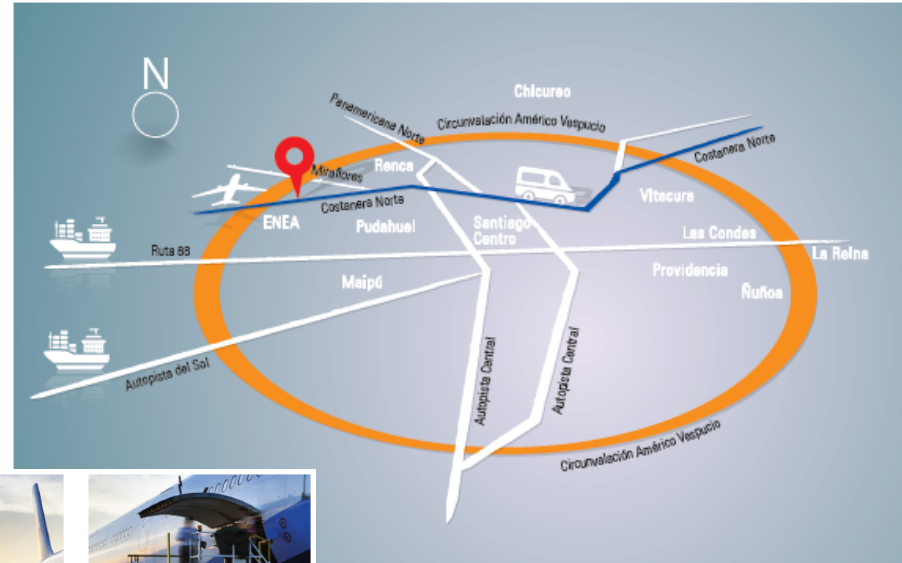 N
Chicureo
Panamericana Norte
Circunvalación Américo Vespucio
Costanera Norte
Miraflores
Renca
Costanera Norte
Vitacura
ENEA
Pudahuel
Santiago
Centro
Las Condes
Ruta 68
La Reina
Maipú
Providencia
Ñuñoa
Autopista del Sol
Autopista Central
Autopista Central
Circunvalación Américo Vespucio